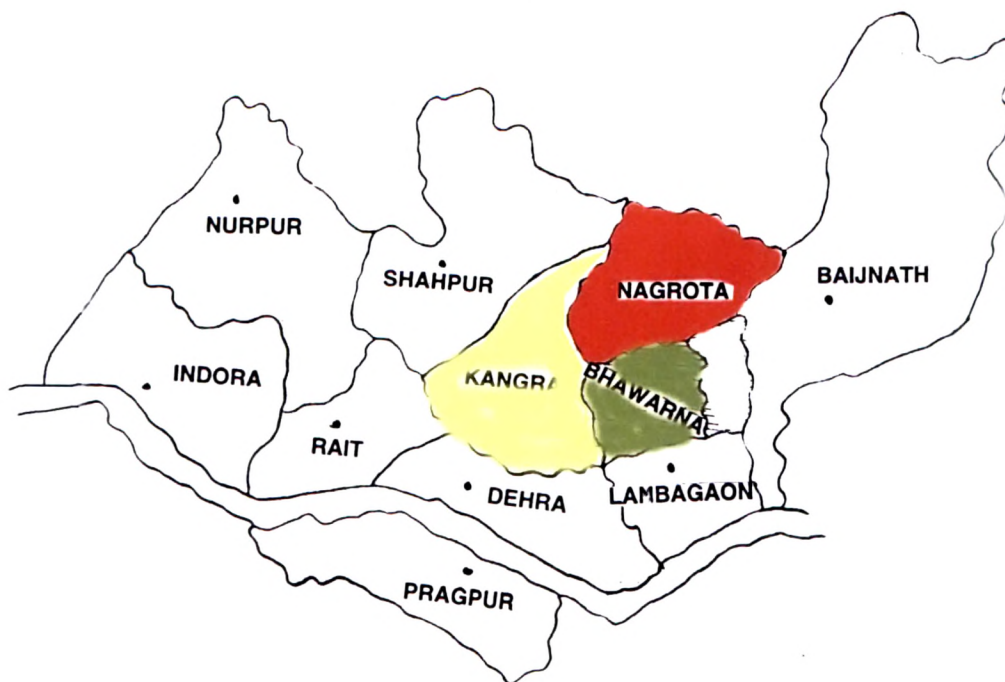 NURPUR
SHAHPUR
NAGROTA
BAIJNATH
INDORA
KANGRA
BHAWARNA
RAIT
DEHRA
LAMBAGAON
PRAGPUR